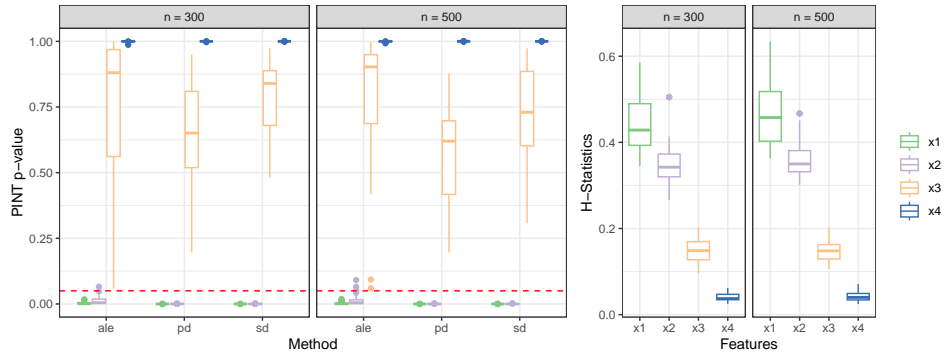 n = 300
n = 500
PINT p−value
1.00
0.75
0.50
0.25
0.00
ale
pd
sd
ale
pd
sd
Method
n = 300
n = 500
H−Statistics
0.6
0.4
0.2
0.0
x1
x2
x3
x4
x1
x2
x3
x4
Features
x1
x2
x3
x4